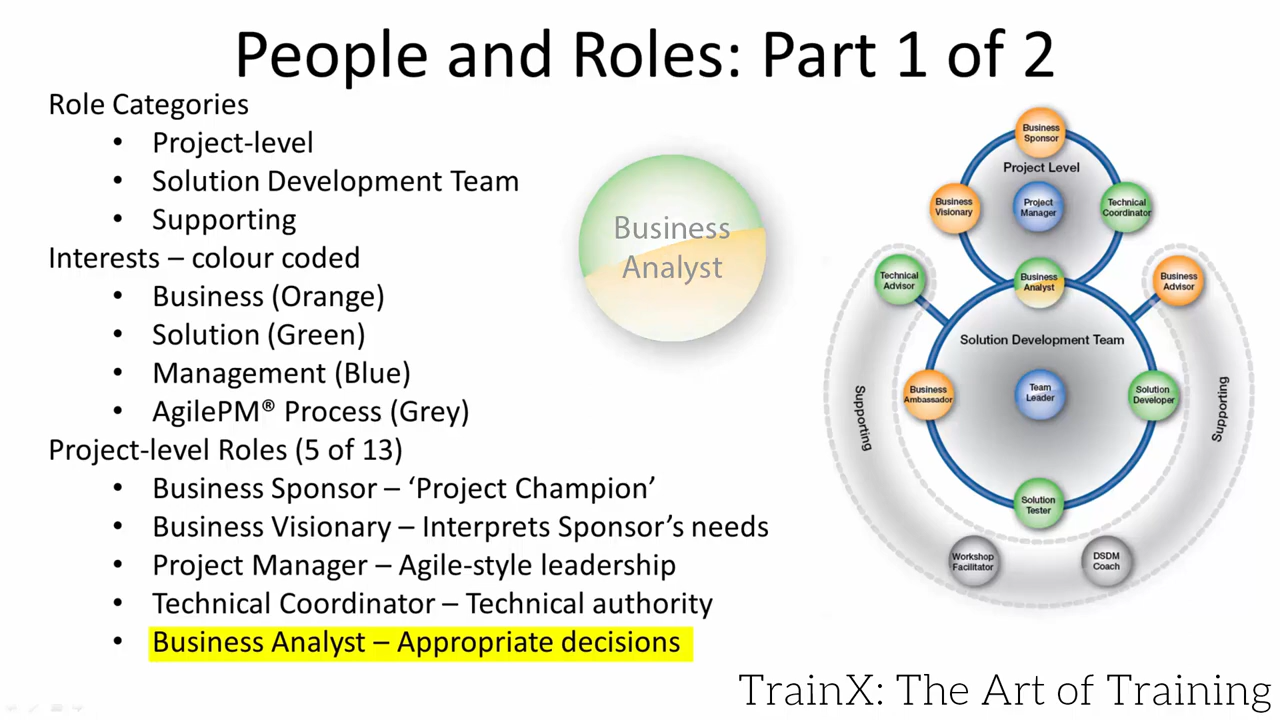 People and Roles: Part 1 of 2
Role Categories
• Project-level
• Solution Development Team
• Supporting
Interests – colour coded
• Business (Orange)
• Solution (Green)
• Management (Blue)
• AgilePM® Process (Grey)
Project-level Roles (5 of 13)
• Business Sponsor – ‘Project Champion’
• Business Visionary – Interprets Sponsor’s needs
• Project Manager – Agile-style leadership
• Technical Coordinator – Technical authority
• Business Analyst – Appropriate decisions
Business
Analyst
Business
Sponsor
Project Level
Business
Visionary
Project
Manager
Technical
Coordinator
Technical
Advisor
Business
Analyst
Business
Advisor
Solution Development Team
Business
Ambassador
Team
Leader
Solution
Developer
Supporting
Supporting
Solution
Tester
Workshop
Facilitator
DSDM
Coach
TrainX: The Art of Training